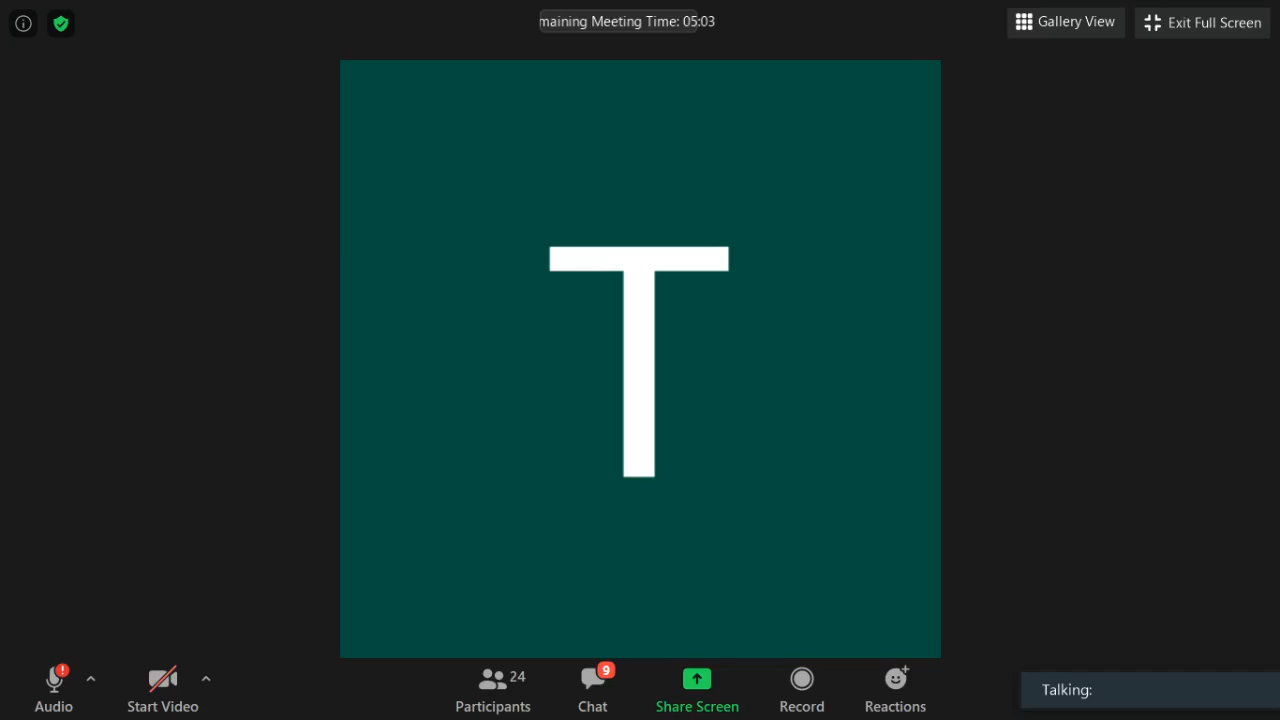 maining Meeting Time: 05:03
Gallery View
Exit Full Screen
T
Audio
Start Video
Participants 24
Chat 9
Share Screen
Record
Reactions
Talking: